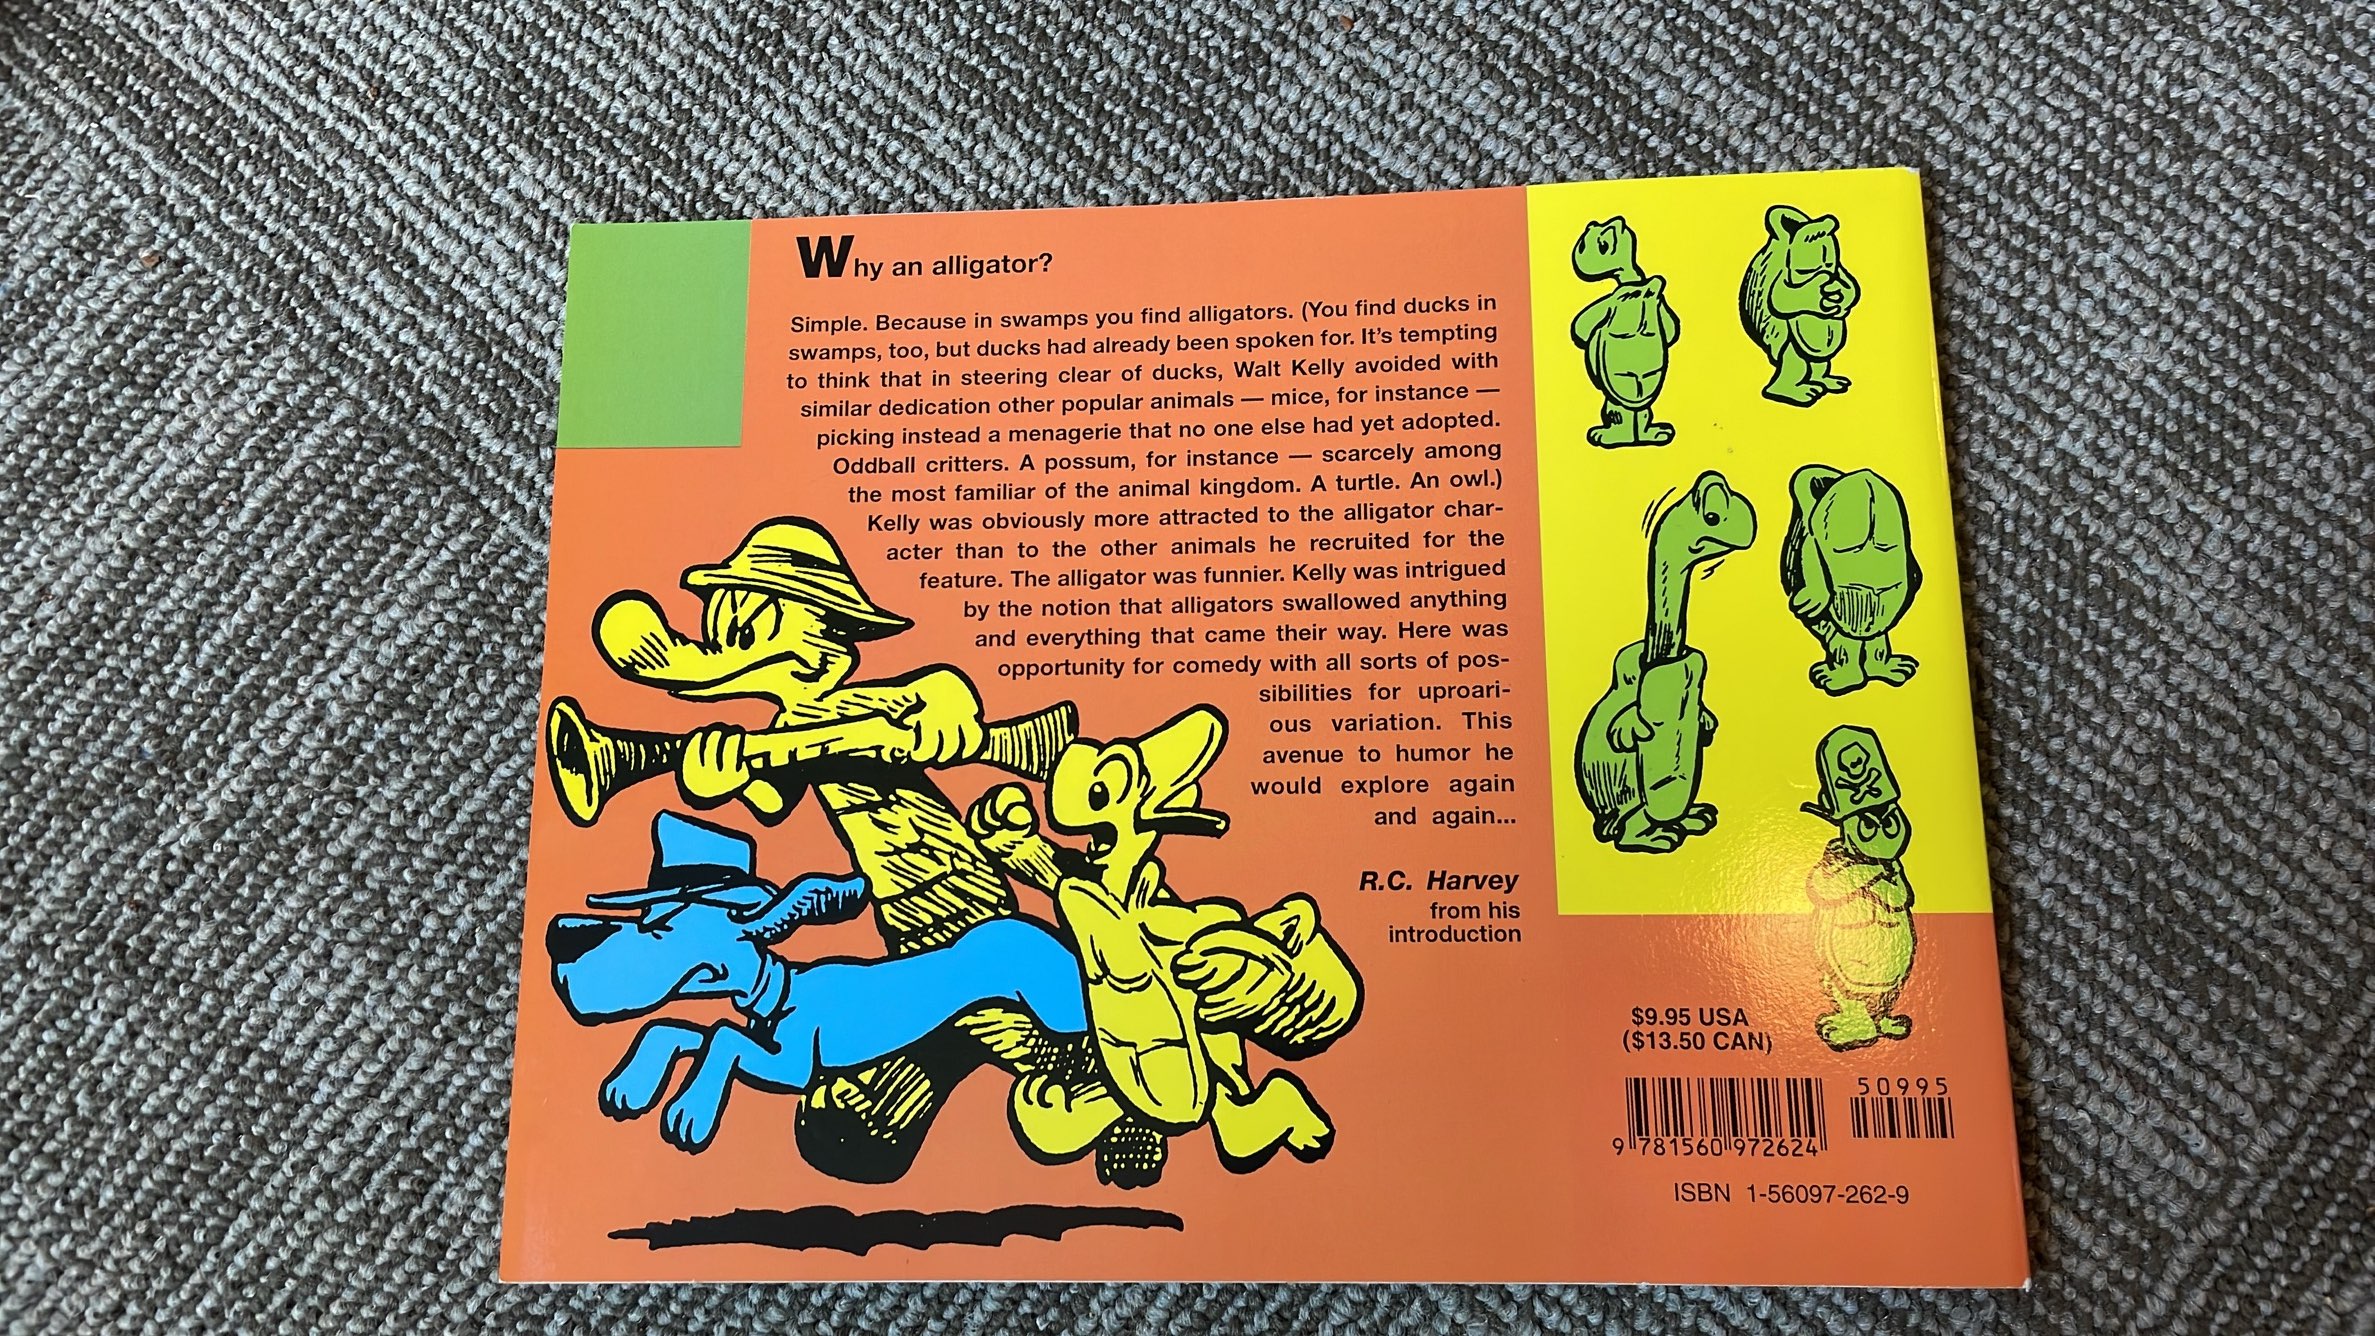 Why an alligator?
Simple. Because in swamps you find alligators. (You find ducks in
swamps, too, but ducks had already been spoken for. It's tempting
to think that in steering clear of ducks, Walt Kelly avoided with
similar dedication other popular animals — mice, for instance —
picking instead a menagerie that no one else had yet adopted.
Oddball critters. A possum, for instance — scarcely among
the most familiar of the animal kingdom. A turtle. An owl.)
Kelly was obviously more attracted to the alligator char-
acter than to the other animals he recruited for the
feature. The alligator was funnier. Kelly was intrigued
by the notion that alligators swallowed anything
and everything that came their way. Here was
opportunity for comedy with all sorts of pos-
sibilities for uproari-
ous variation. This
avenue to humor he
would explore again
and again...
R.C. Harvey
from his
introduction
$9.95 USA
($13.50 CAN)
50995
9 781560 972624
ISBN 1-56097-262-9